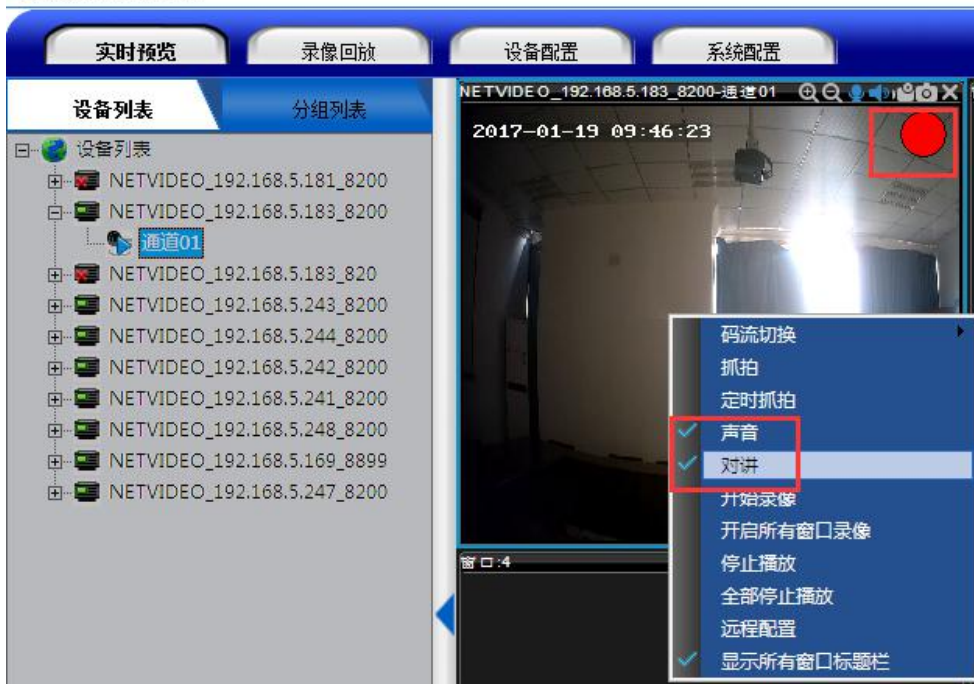 实时预览
录像回放
设备配置
系统配置
设备列表
分组列表
设备列表
NETVIDEO_192.168.5.181_8200
NETVIDEO_192.168.5.183_8200
通道01
NETVIDEO_192.168.5.183_820
NETVIDEO_192.168.5.243_8200
NETVIDEO_192.168.5.244_8200
NETVIDEO_192.168.5.242_8200
NETVIDEO_192.168.5.241_8200
NETVIDEO_192.168.5.248_8200
NETVIDEO_192.168.5.169_8899
NETVIDEO_192.168.5.247_8200
NETVIDEO_192.168.5.183_8200-通道01
2017-01-19 09:46:23
码流切换
抓拍
定时抓拍
声音
对讲
开始录像
开启所有窗口录像
停止播放
全部停止播放
远程配置
显示所有窗口标题栏
窗口:4